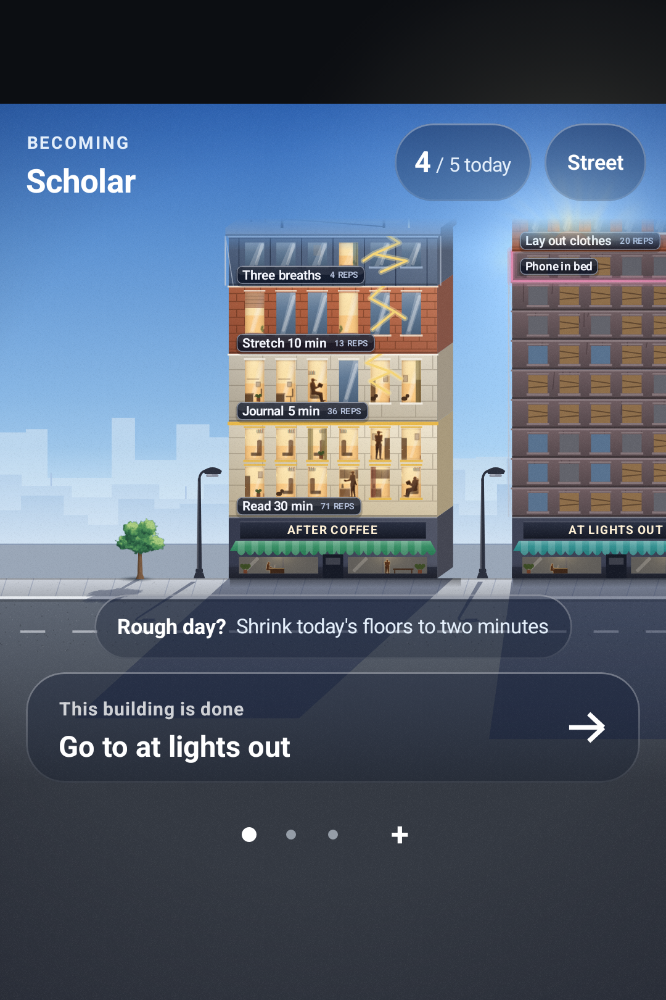 BECOMING
Scholar
4 / 5 today
Street
Lay out clothes 20 REPS
Phone in bed
Three breaths 4 REPS
Stretch 10 min 13 REPS
Journal 5 min 36 REPS
Read 30 min 71 REPS
AFTER COFFEE
AT LIGHTS OUT
Rough day? Shrink today's floors to two minutes
This building is done
Go to at lights out